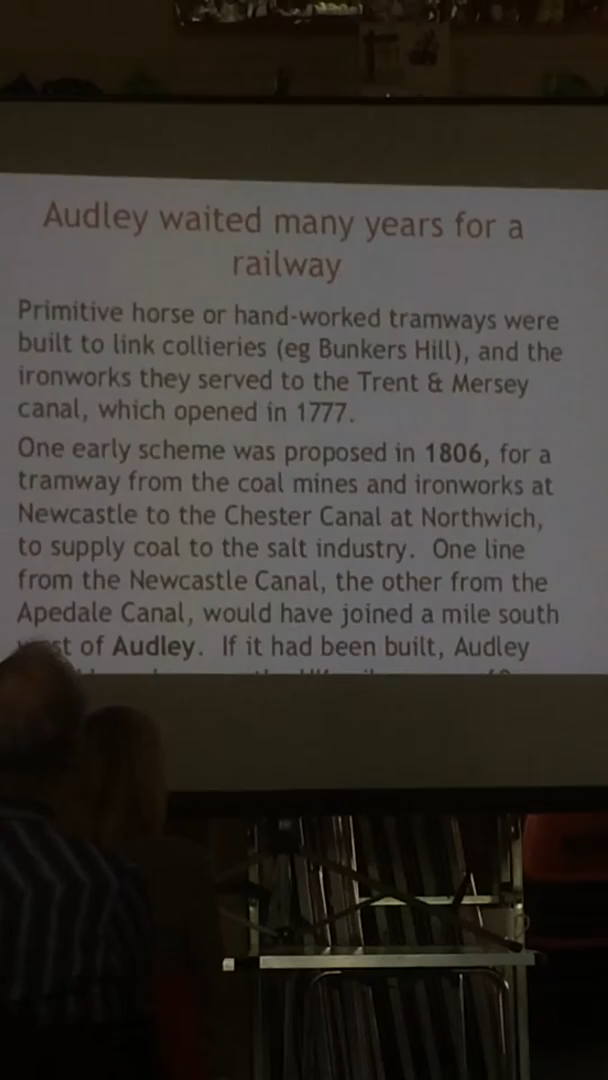 Audley waited many years for a
railway
Primitive horse or hand-worked tramways were
built to link collieries (eg Bunkers Hill), and the
ironworks they served to the Trent & Mersey
canal, which opened in 1777.
One early scheme was proposed in 1806, for a
tramway from the coal mines and ironworks at
Newcastle to the Chester Canal at Northwich,
to supply coal to the salt industry. One line
from the Newcastle Canal, the other from the
Apedale Canal, would have joined a mile south
of Audley. If it had been built, Audley